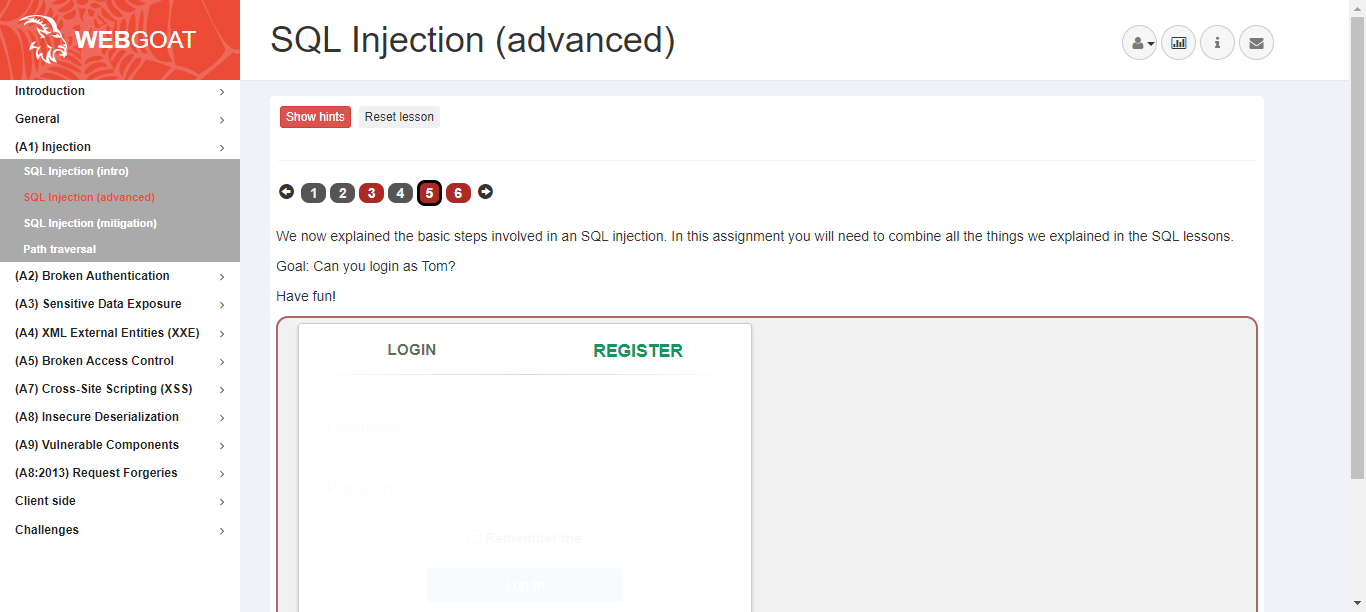 WEBGOAT
SQL Injection (advanced)
Introduction
General
(A1) Injection
SQL Injection (intro)
SQL Injection (advanced)
SQL Injection (mitigation)
Path traversal
(A2) Broken Authentication
(A3) Sensitive Data Exposure
(A4) XML External Entities (XXE)
(A5) Broken Access Control
(A7) Cross-Site Scripting (XSS)
(A8) Insecure Deserialization
(A9) Vulnerable Components
(A8:2013) Request Forgeries
Client side
Challenges
Show hints Reset lesson
1 2 3 4 5 6
We now explained the basic steps involved in an SQL injection. In this assignment you will need to combine all the things we explained in the SQL lessons.
Goal: Can you login as Tom?
Have fun!
LOGIN REGISTER
Username
Password
Remember me
Log In